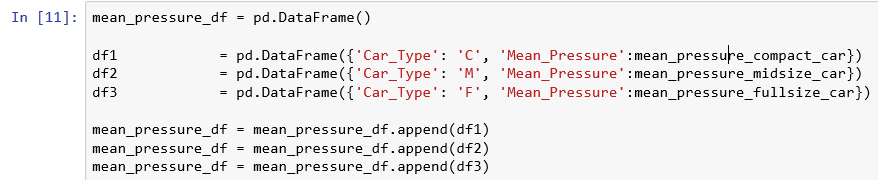 In [11]: mean_pressure_df = pd.DataFrame()
df1 = pd.DataFrame({'Car_Type': 'C', 'Mean_Pressure':mean_pressure_compact_car})
df2 = pd.DataFrame({'Car_Type': 'M', 'Mean_Pressure':mean_pressure_midsize_car})
df3 = pd.DataFrame({'Car_Type': 'F', 'Mean_Pressure':mean_pressure_fullsize_car})
mean_pressure_df = mean_pressure_df.append(df1)
mean_pressure_df = mean_pressure_df.append(df2)
mean_pressure_df = mean_pressure_df.append(df3)